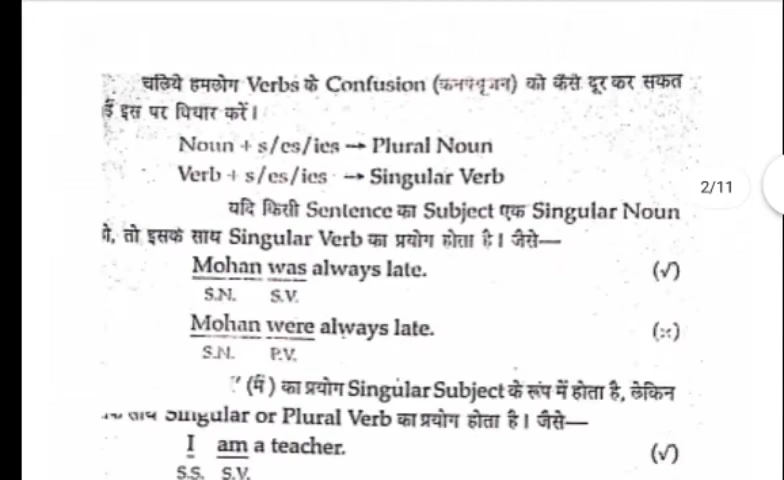 चलिये हमलोग Verbs के Confusion को कैसे दूर कर सकत
इस पर विचार करें।
Noun + s/es/ies → Plural Noun
Verb + s/es/ies → Singular Verb
2/11
यदि किसी Sentence का Subject एक Singular Noun
तो इसके साथ Singular Verb का प्रयोग होता है। जैसे—
Mohan was always late. (√)
S.N. S.V.
Mohan were always late. (×)
S.N. P.V.
(मैं) का प्रयोग Singular Subject के रूप में होता है, लेकिन
साथ Singular or Plural Verb का प्रयोग होता है। जैसे—
I am a teacher. (√)
S.S. S.V.